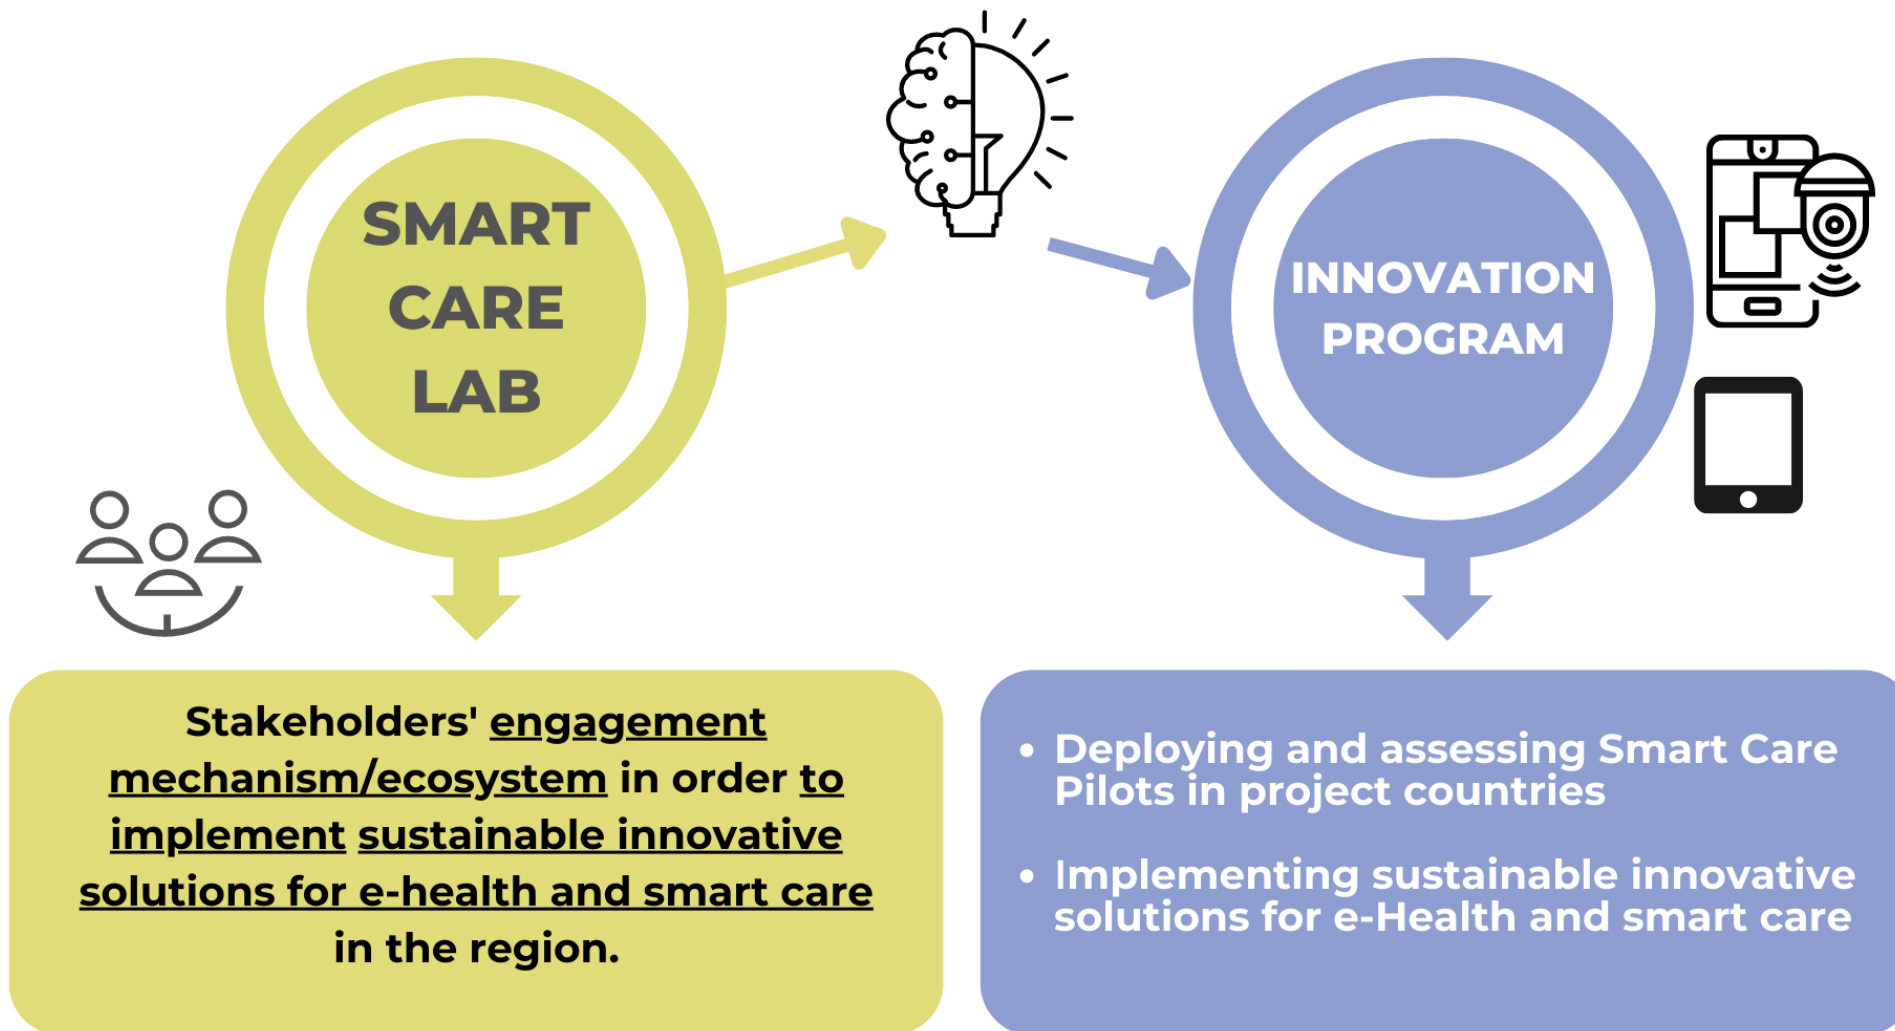 SMART
CARE
LAB
INNOVATION
PROGRAM
Stakeholders' engagement
mechanism/ecosystem in order to
implement sustainable innovative
solutions for e-health and smart care
in the region.
• Deploying and assessing Smart Care
Pilots in project countries
• Implementing sustainable innovative
solutions for e-Health and smart care